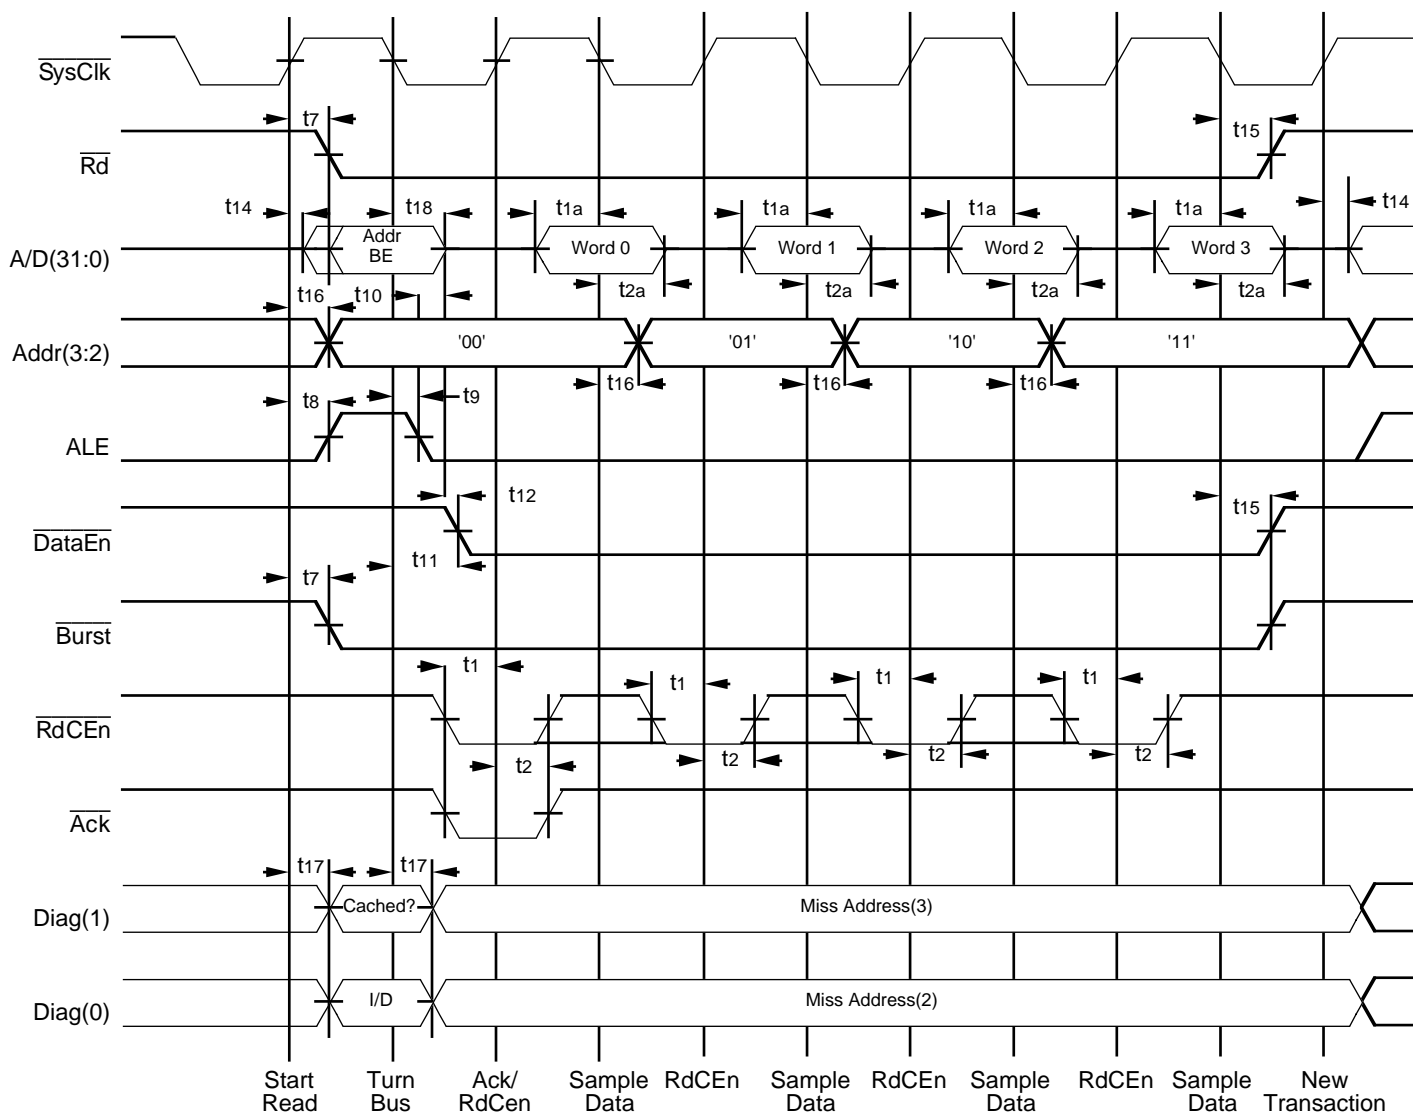 SysClk
t7
t15
Rd
t14
t18
t1a
t1a
t1a
t1a
t14
A/D(31:0)
Addr
BE
Word 0
Word 1
Word 2
Word 3
t16
t10
t2a
t2a
t2a
t2a
Addr(3:2)
'00'
'01'
'10'
'11'
t16
t16
t16
t8
t9
ALE
t12
t15
DataEn
t11
t7
Burst
t1
t1
t1
t1
RdCEn
t2
t2
t2
t2
Ack
t17
t17
Diag(1)
Cached?
Miss Address(3)
Diag(0)
I/D
Miss Address(2)
Start
Read
Turn
Bus
Ack/
RdCen
Sample
Data
RdCEn
Sample
Data
RdCEn
Sample
Data
RdCEn
Sample
Data
New
Transaction